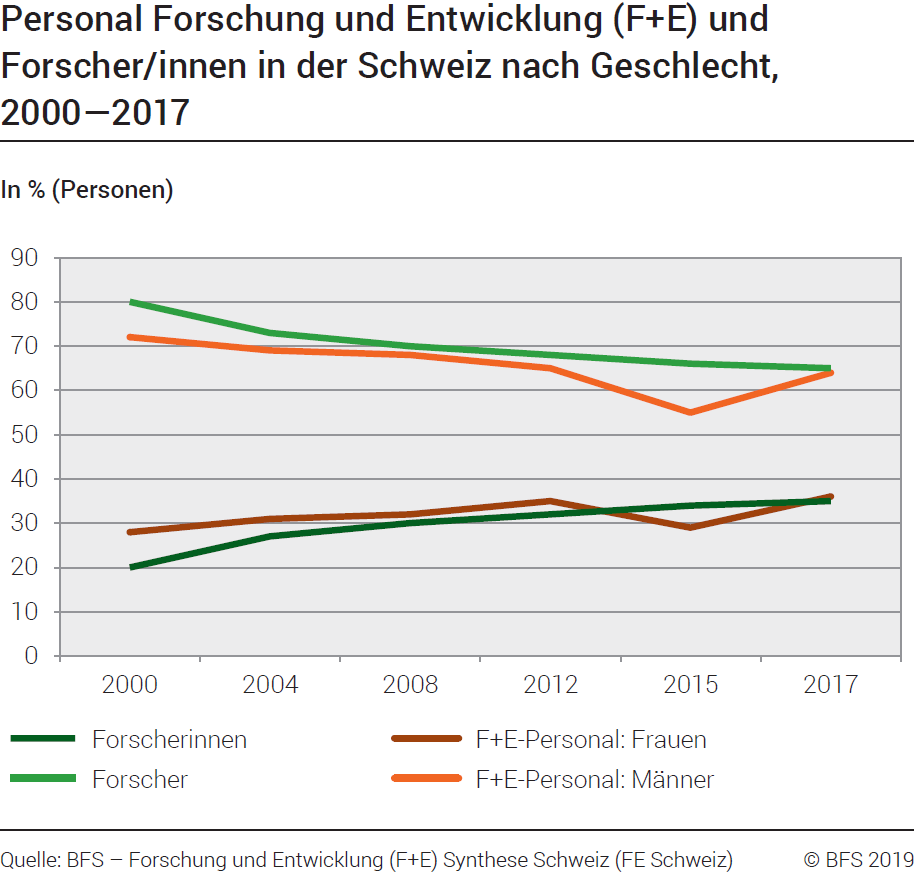 Personal Forschung und Entwicklung (F+E) und
Forscher/innen in der Schweiz nach Geschlecht,
2000—2017
In % (Personen)
90
80
70
60
50
40
30
20
10
0
2000 2004 2008 2012 2015 2017
Forscherinnen F+E-Personal: Frauen
Forscher F+E-Personal: Männer
Quelle: BFS – Forschung und Entwicklung (F+E) Synthese Schweiz (FE Schweiz) © BFS 2019